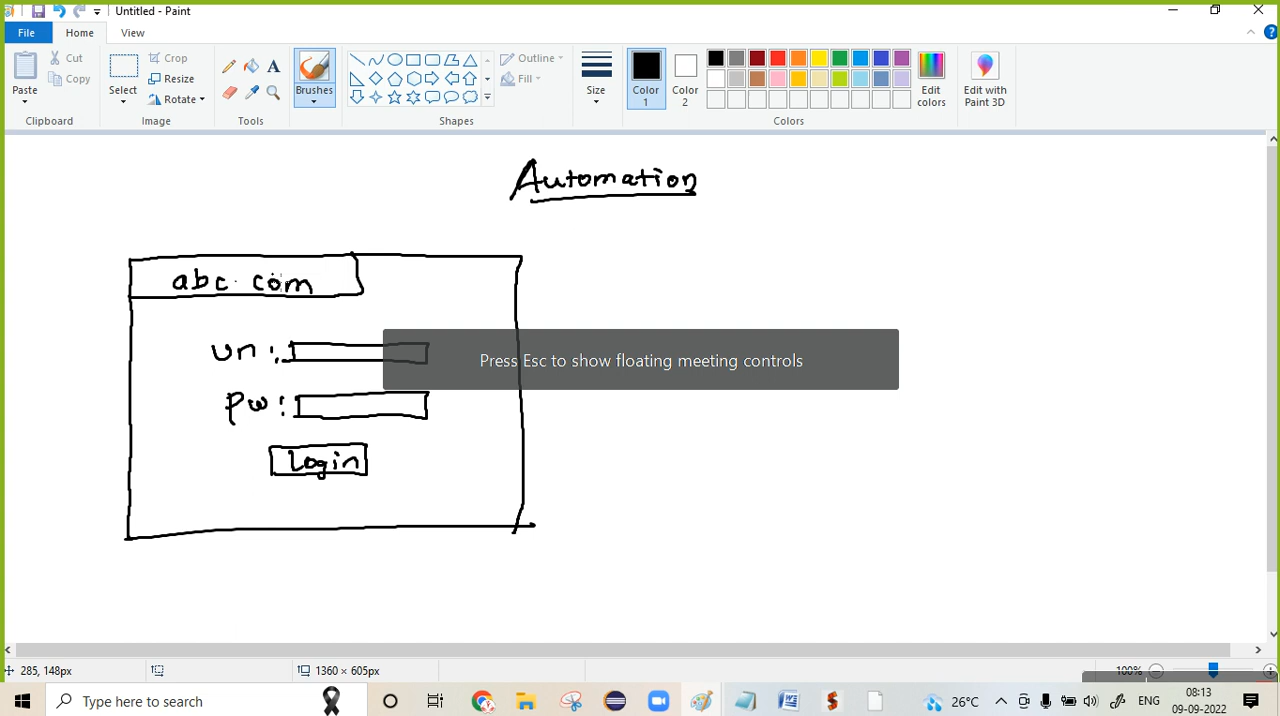 Untitled - Paint
File Home View
Paste
Cut
Copy
Clipboard
Select
Crop
Resize
Rotate
Image
A
Tools
Brushes
Outline
Fill
Shapes
Size
Color 1
Color 2
Edit colors
Colors
Edit with Paint 3D
Automation
abc.com
un :
Press Esc to show floating meeting controls
pw :
login
285, 148px
1360 × 605px
100%
Type here to search
26°C
ENG
08:13
09-09-2022